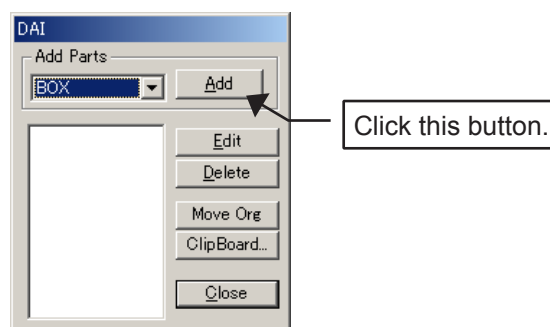 DAI
Add Parts
BOX
Add
Click this button.
Edit
Delete
Move Org
ClipBoard...
Close